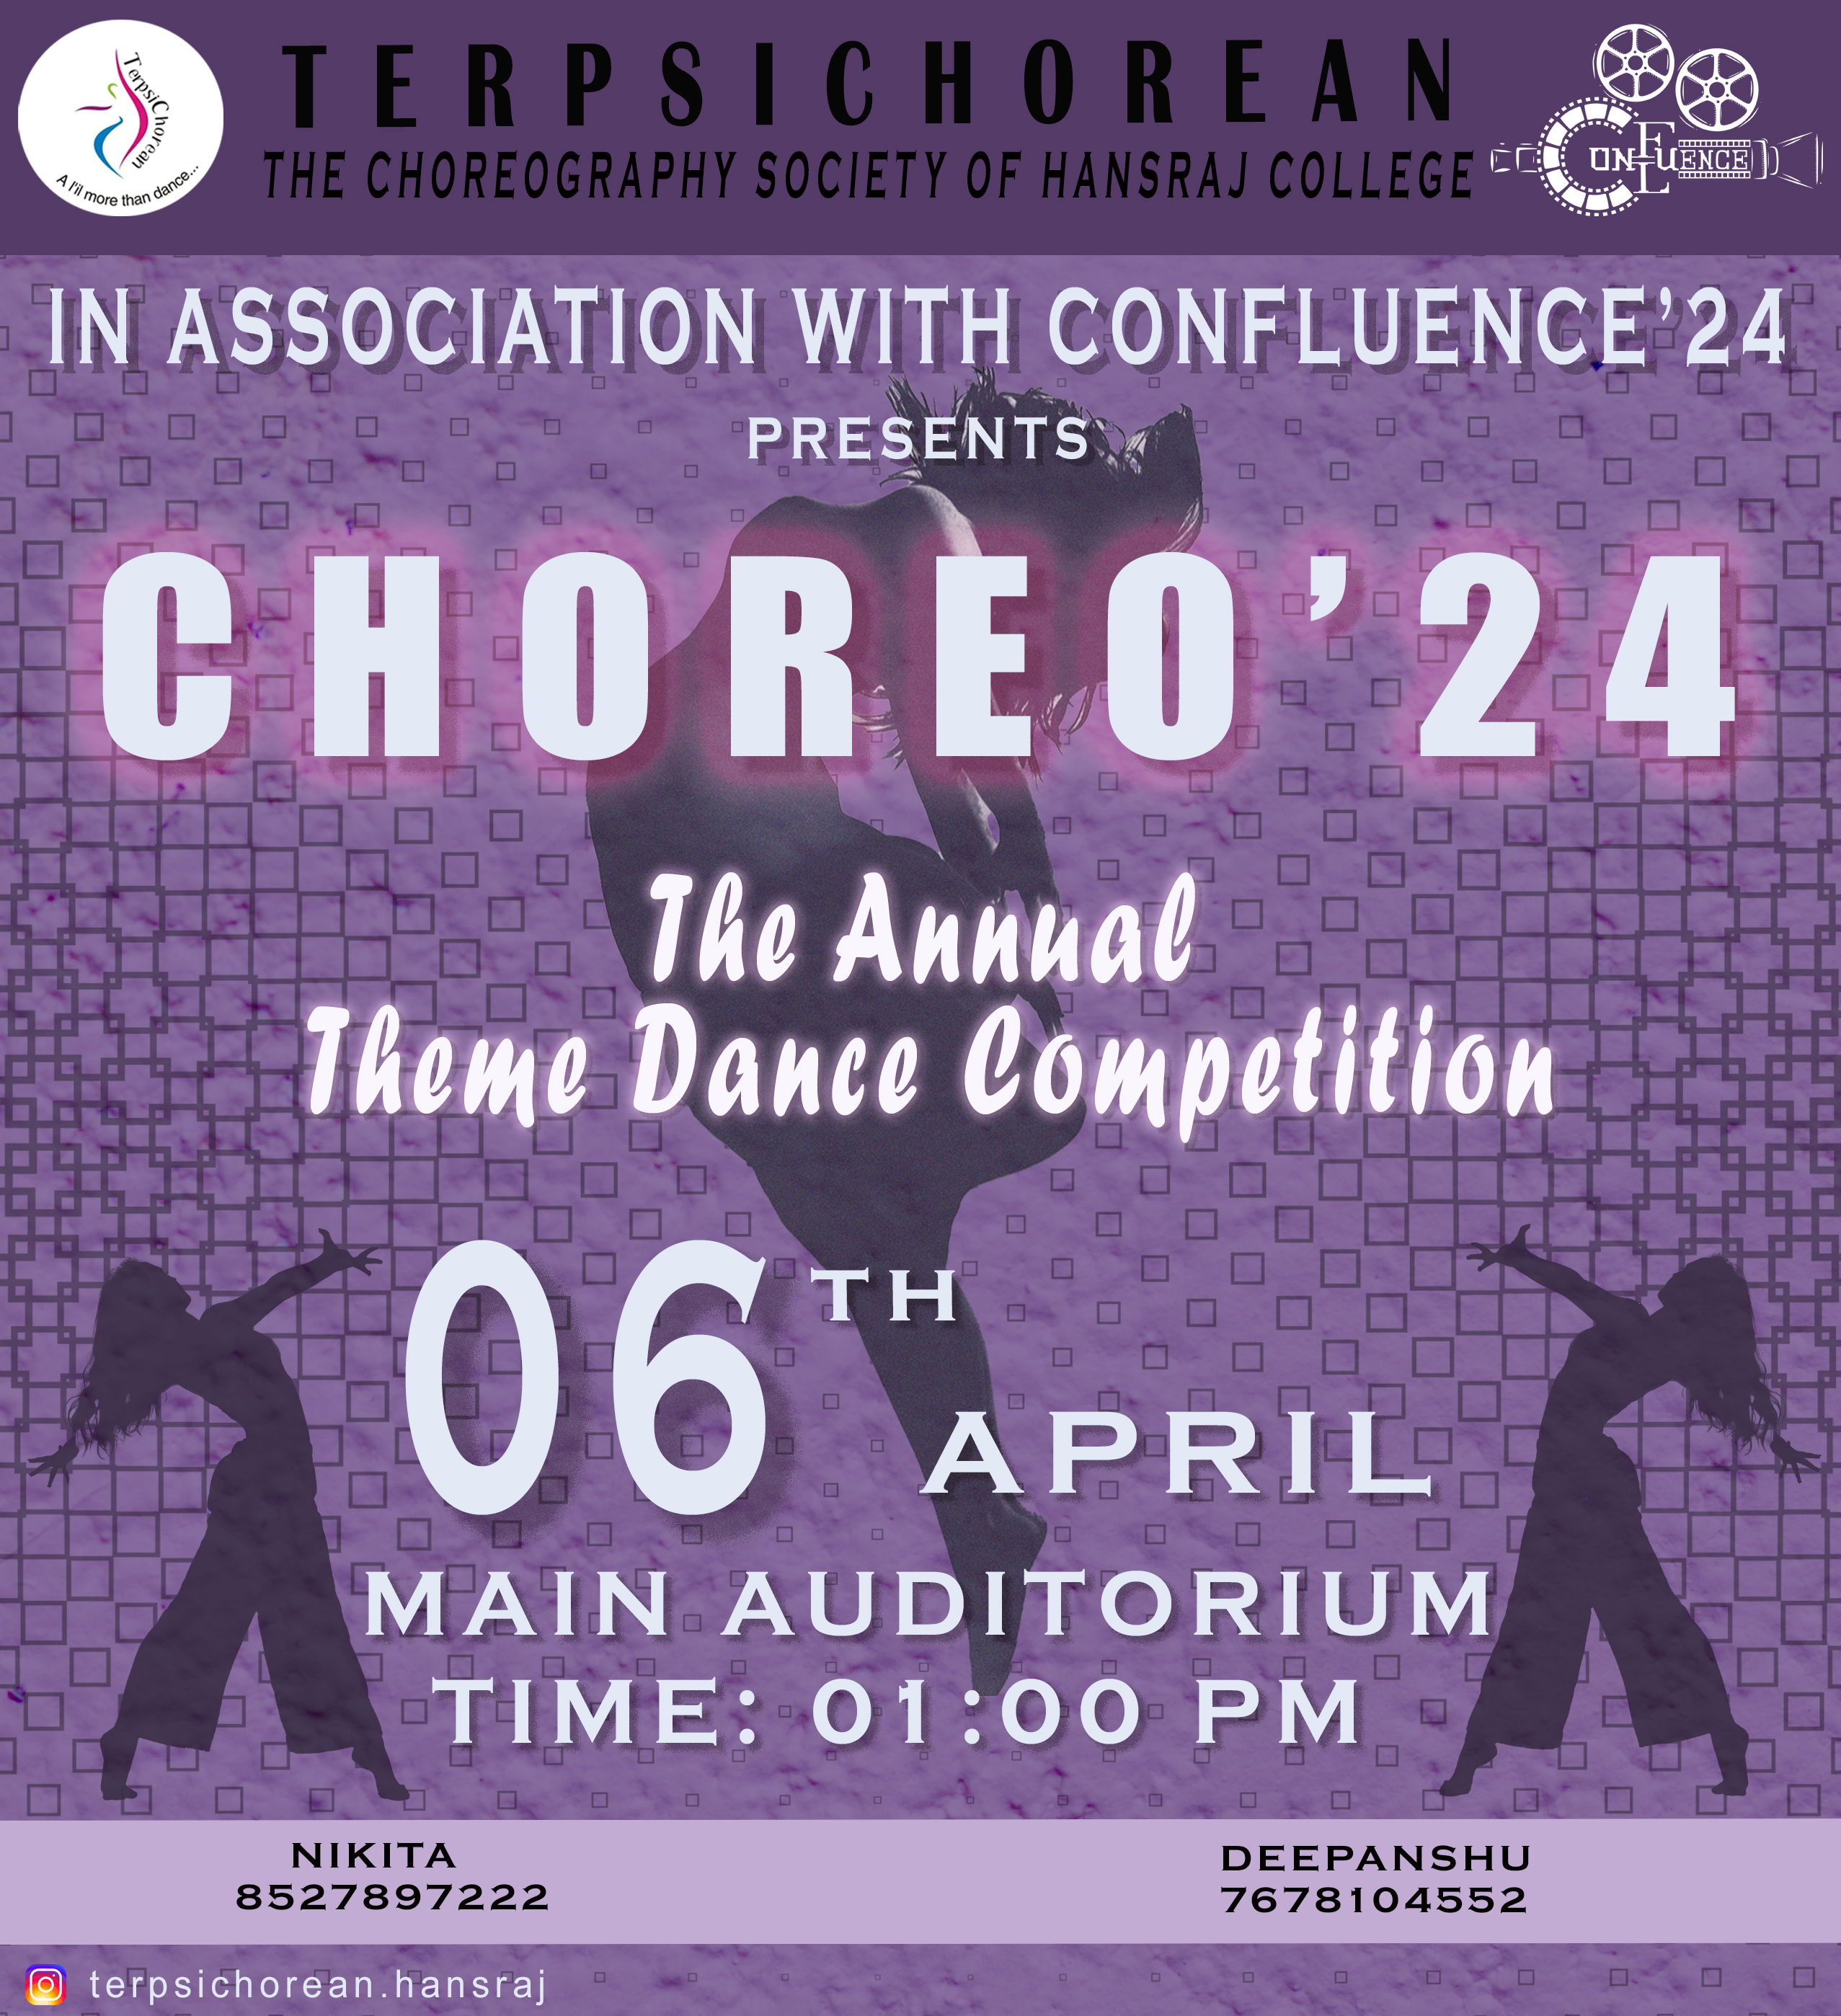 TerpsiChorean
A l'il more than dance...
TERPSICHOREAN
THE CHOREOGRAPHY SOCIETY OF HANSRAJ COLLEGE
CONFLUENCE
IN ASSOCIATION WITH CONFLUENCE'24
PRESENTS
CHOREO'24
The Annual
Theme Dance Competition
06TH APRIL
MAIN AUDITORIUM
TIME: 01:00 PM
NIKITA
8527897222
DEEPANSHU
7678104552
terpsichorean.hansraj